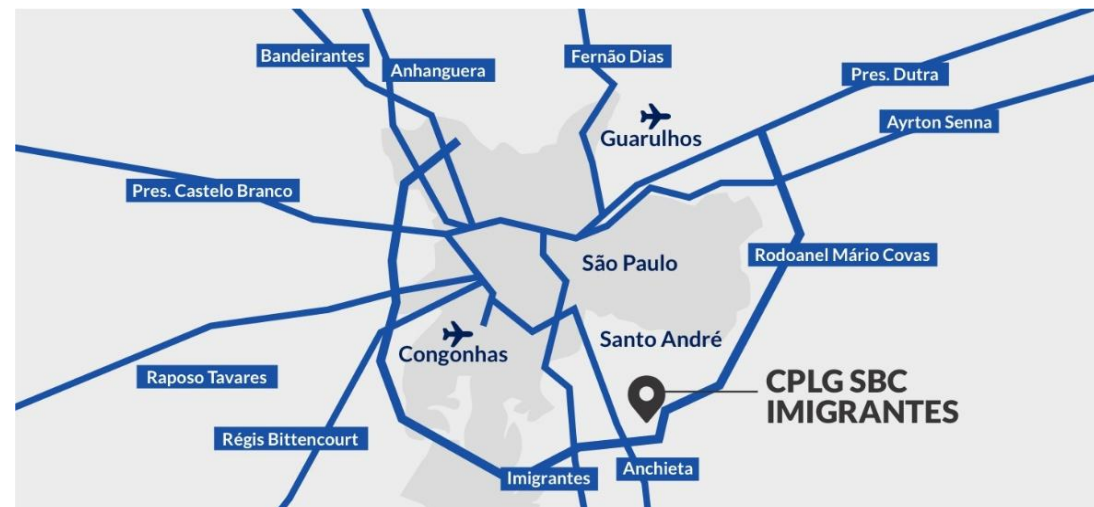 Bandeirantes
Fernão Dias
Anhanguera
Pres. Dutra
Ayrton Senna
Guarulhos
Pres. Castelo Branco
São Paulo
Rodoanel Mário Covas
Santo André
Congonhas
Raposo Tavares
CPLG SBC
IMIGRANTES
Régis Bittencourt
Anchieta
Imigrantes